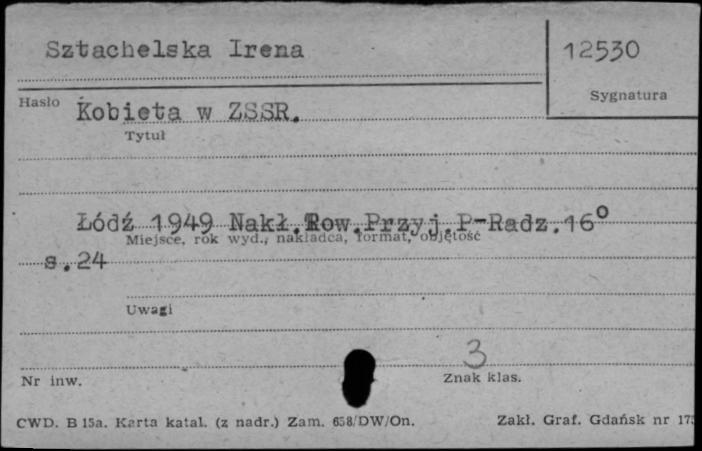 Sztachelska Irena
12530
Hasło
Sygnatura
Kobieta w ZSSR.
Tytuł
Łódź 1949 Nakł.Tow.Przyj P-Radz.16°
Miejsce, rok wyd., nakładca, format, objętość
s.24
Uwagi
3
Nr inw.
Znak klas.
CWD. B 15a. Karta katal. (z nadr.) Zam. 658/DW/On.
Zakł. Graf. Gdańsk nr